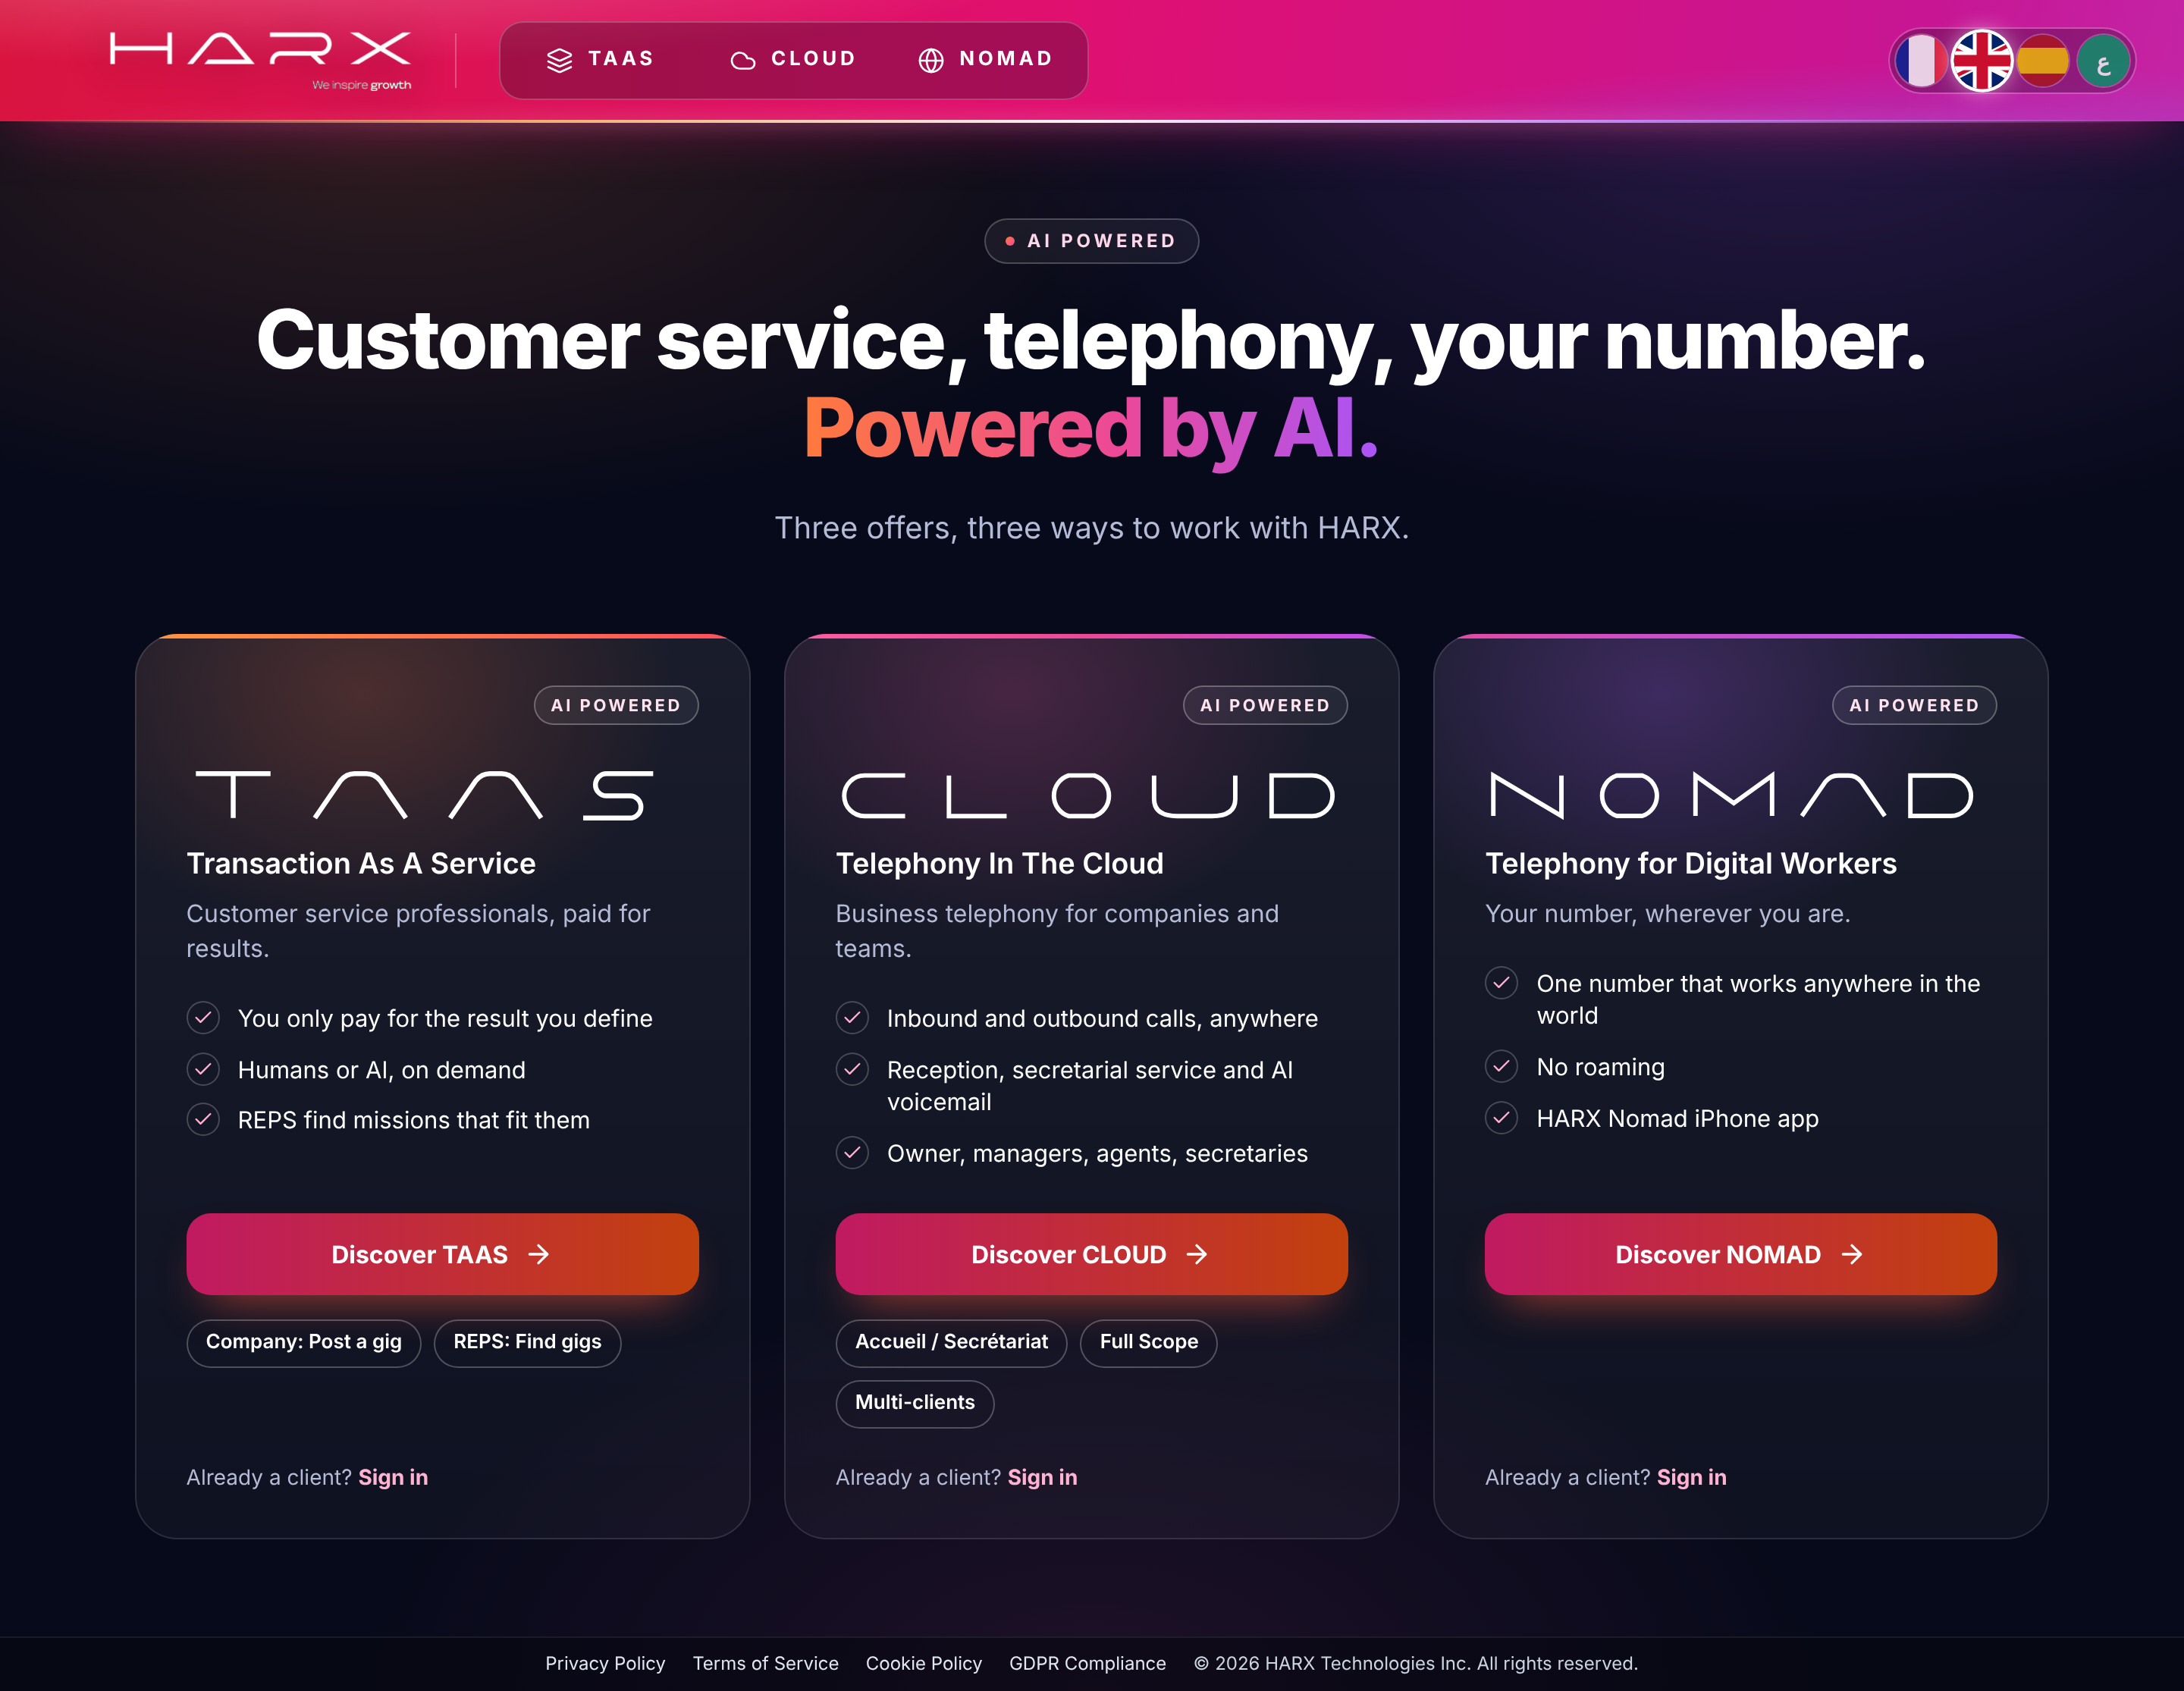 HARX
We inspire growth
TAAS
CLOUD
NOMAD
ع
AI POWERED
Customer service, telephony, your number.
Powered by AI.
Three offers, three ways to work with HARX.
AI POWERED
TAAS
Transaction As A Service
Customer service professionals, paid for
results.
You only pay for the result you define
Humans or AI, on demand
REPS find missions that fit them
Discover TAAS
Company: Post a gig
REPS: Find gigs
Already a client? Sign in
AI POWERED
CLOUD
Telephony In The Cloud
Business telephony for companies and
teams.
Inbound and outbound calls, anywhere
Reception, secretarial service and AI
voicemail
Owner, managers, agents, secretaries
Discover CLOUD
Accueil / Secrétariat
Full Scope
Multi-clients
Already a client? Sign in
AI POWERED
NOMAD
Telephony for Digital Workers
Your number, wherever you are.
One number that works anywhere in the
world
No roaming
HARX Nomad iPhone app
Discover NOMAD
Already a client? Sign in
Privacy Policy
Terms of Service
Cookie Policy
GDPR Compliance
© 2026 HARX Technologies Inc. All rights reserved.